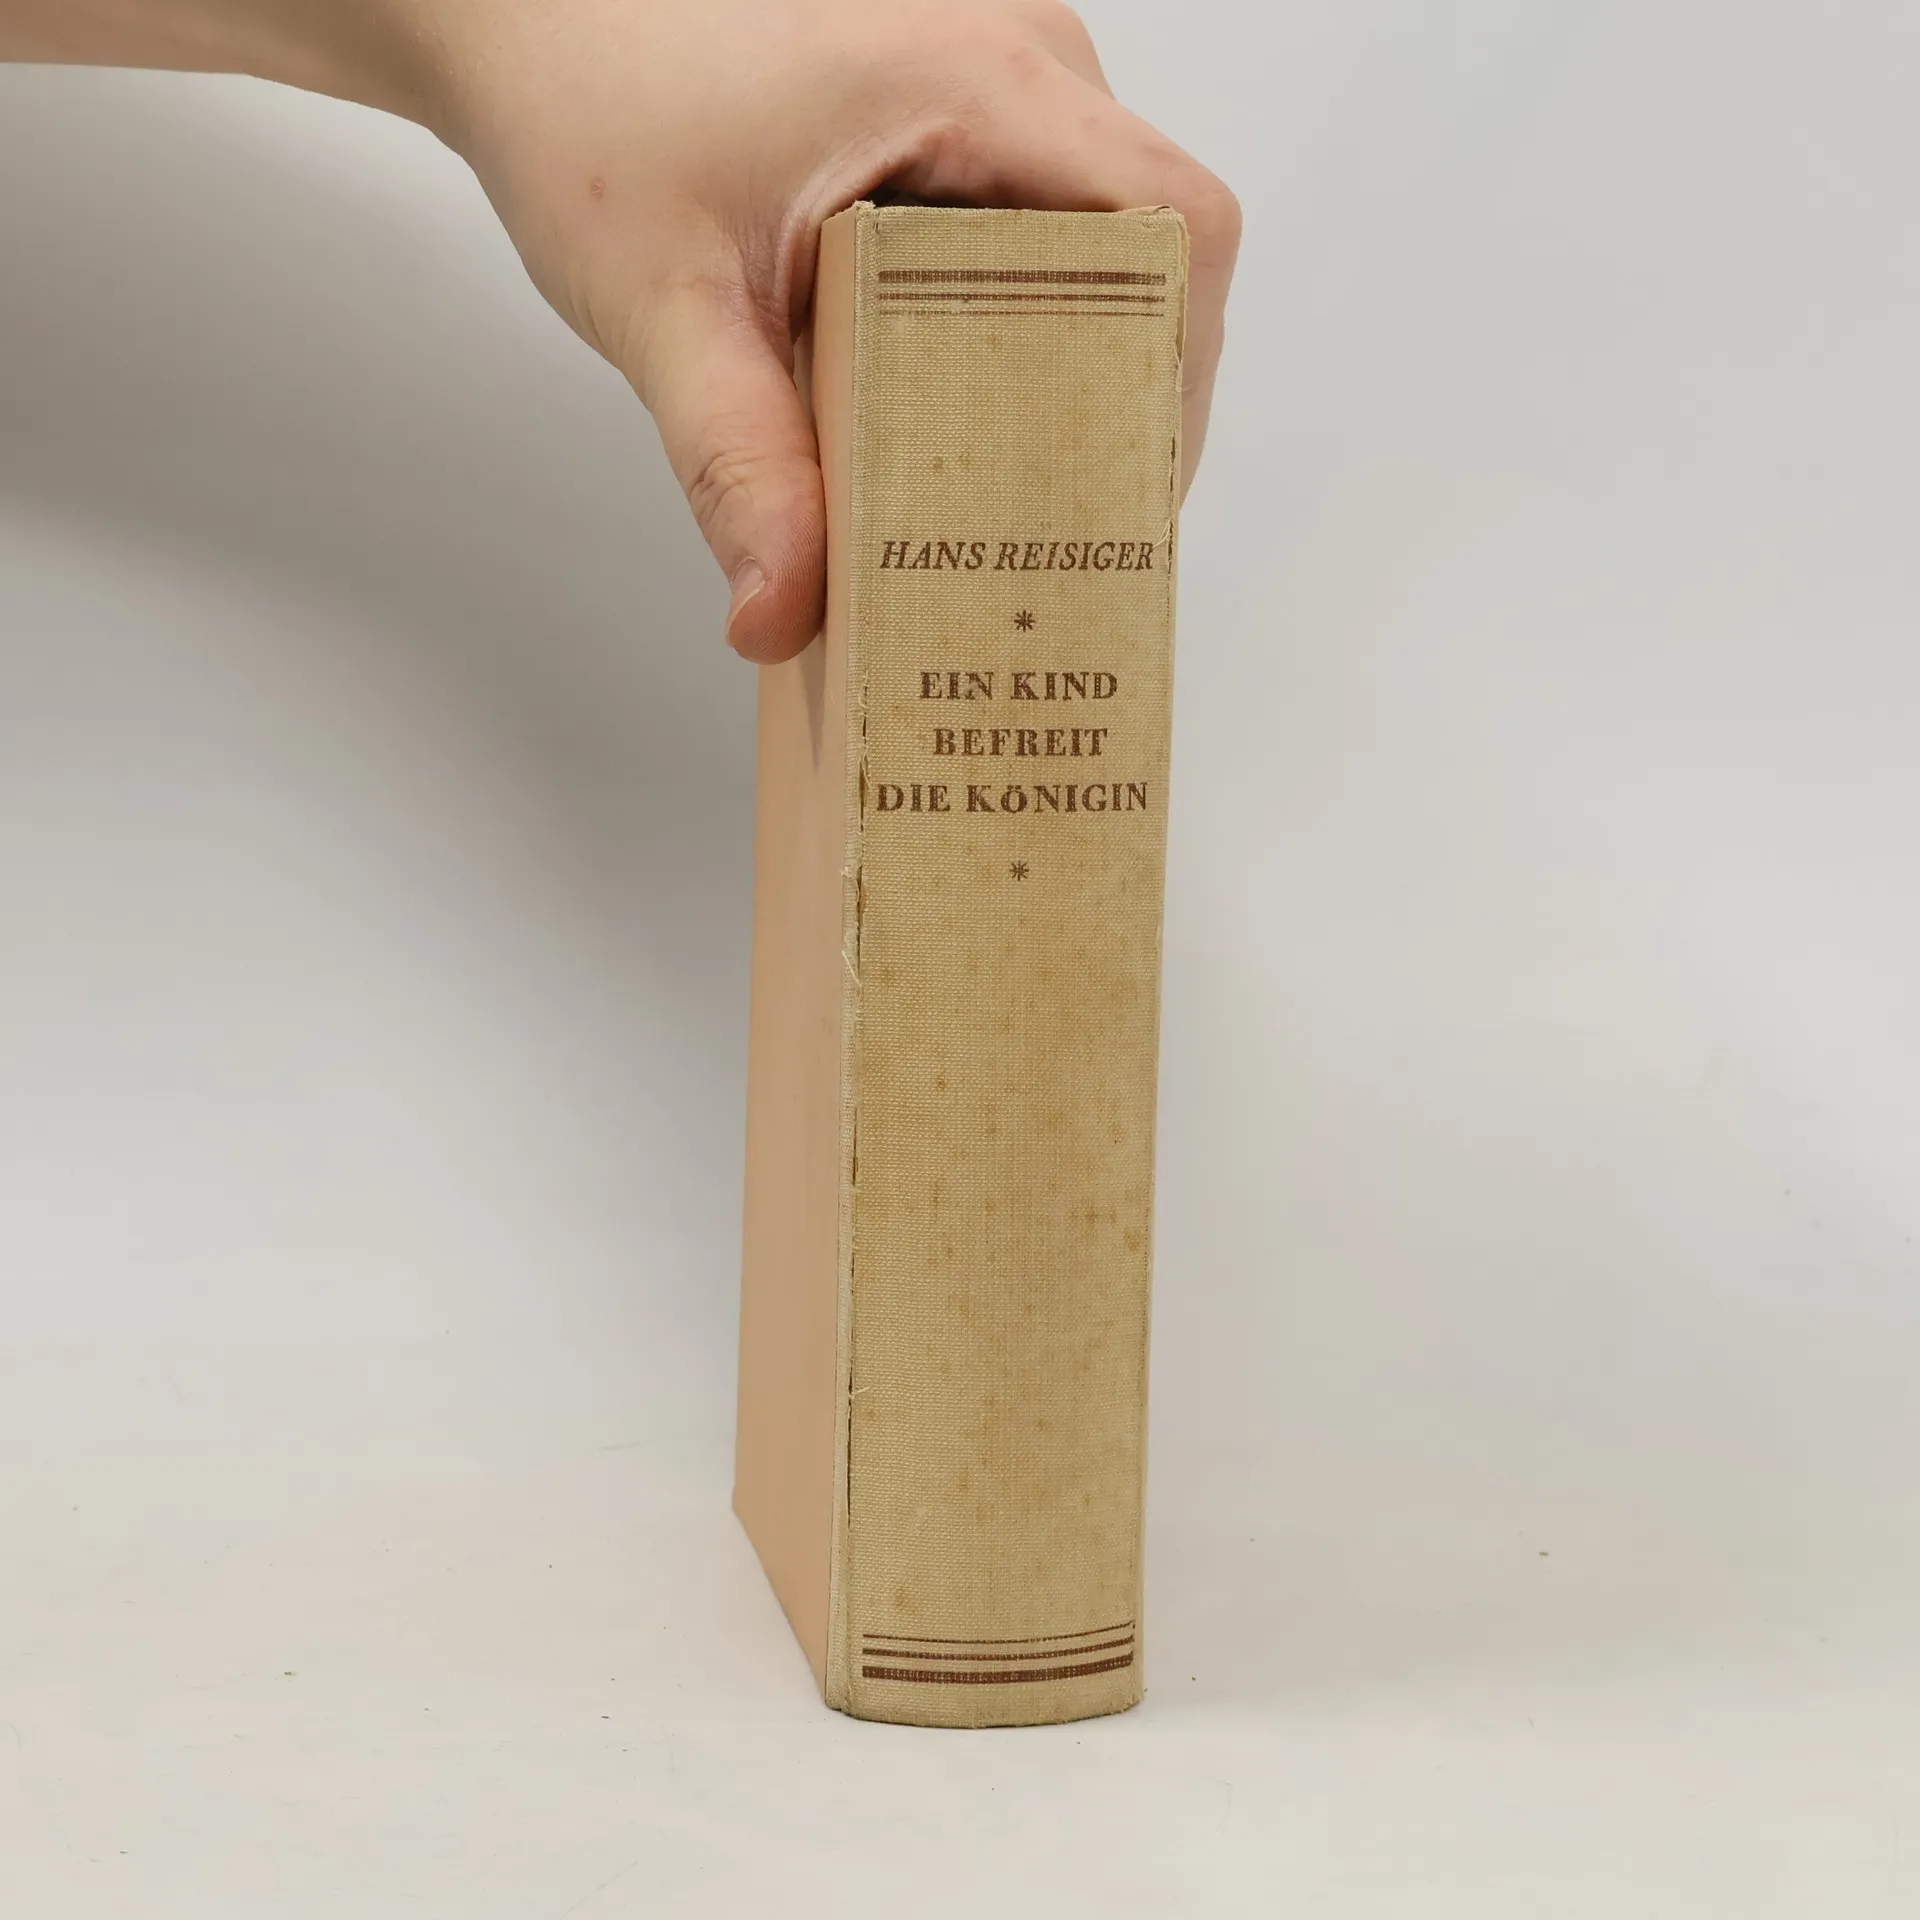 HANS REISIGER
*
EIN KIND
BEFREIT
DIE KÖNIGIN
*